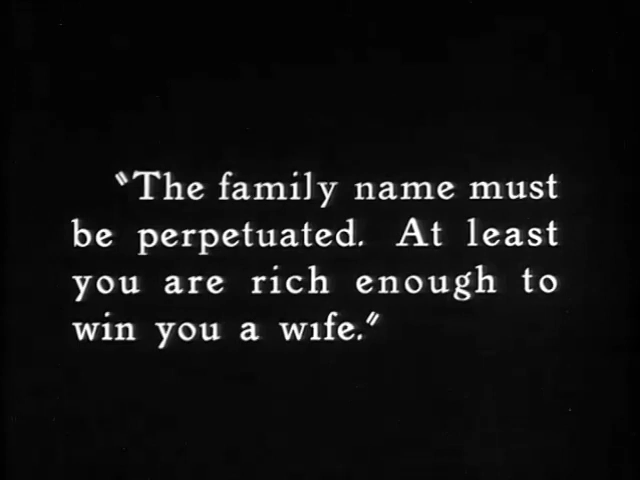 "The family name must
be perpetuated. At least
you are rich enough to
win you a wife."